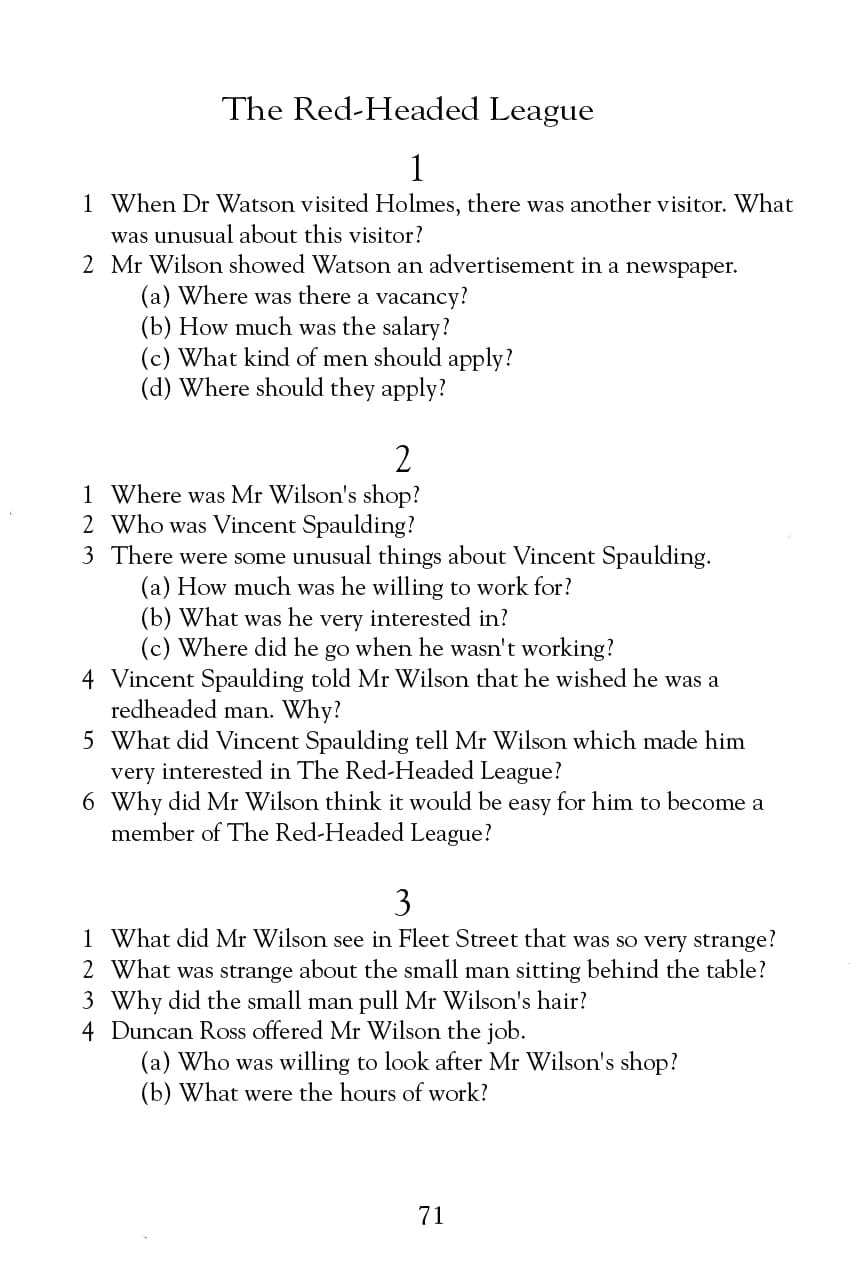 The Red-Headed League
1
1 When Dr Watson visited Holmes, there was another visitor. What
was unusual about this visitor?
2 Mr Wilson showed Watson an advertisement in a newspaper.
(a) Where was there a vacancy?
(b) How much was the salary?
(c) What kind of men should apply?
(d) Where should they apply?
2
1 Where was Mr Wilson's shop?
2 Who was Vincent Spaulding?
3 There were some unusual things about Vincent Spaulding.
(a) How much was he willing to work for?
(b) What was he very interested in?
(c) Where did he go when he wasn't working?
4 Vincent Spaulding told Mr Wilson that he wished he was a
redheaded man. Why?
5 What did Vincent Spaulding tell Mr Wilson which made him
very interested in The Red-Headed League?
6 Why did Mr Wilson think it would be easy for him to become a
member of The Red-Headed League?
3
1 What did Mr Wilson see in Fleet Street that was so very strange?
2 What was strange about the small man sitting behind the table?
3 Why did the small man pull Mr Wilson's hair?
4 Duncan Ross offered Mr Wilson the job.
(a) Who was willing to look after Mr Wilson's shop?
(b) What were the hours of work?
71